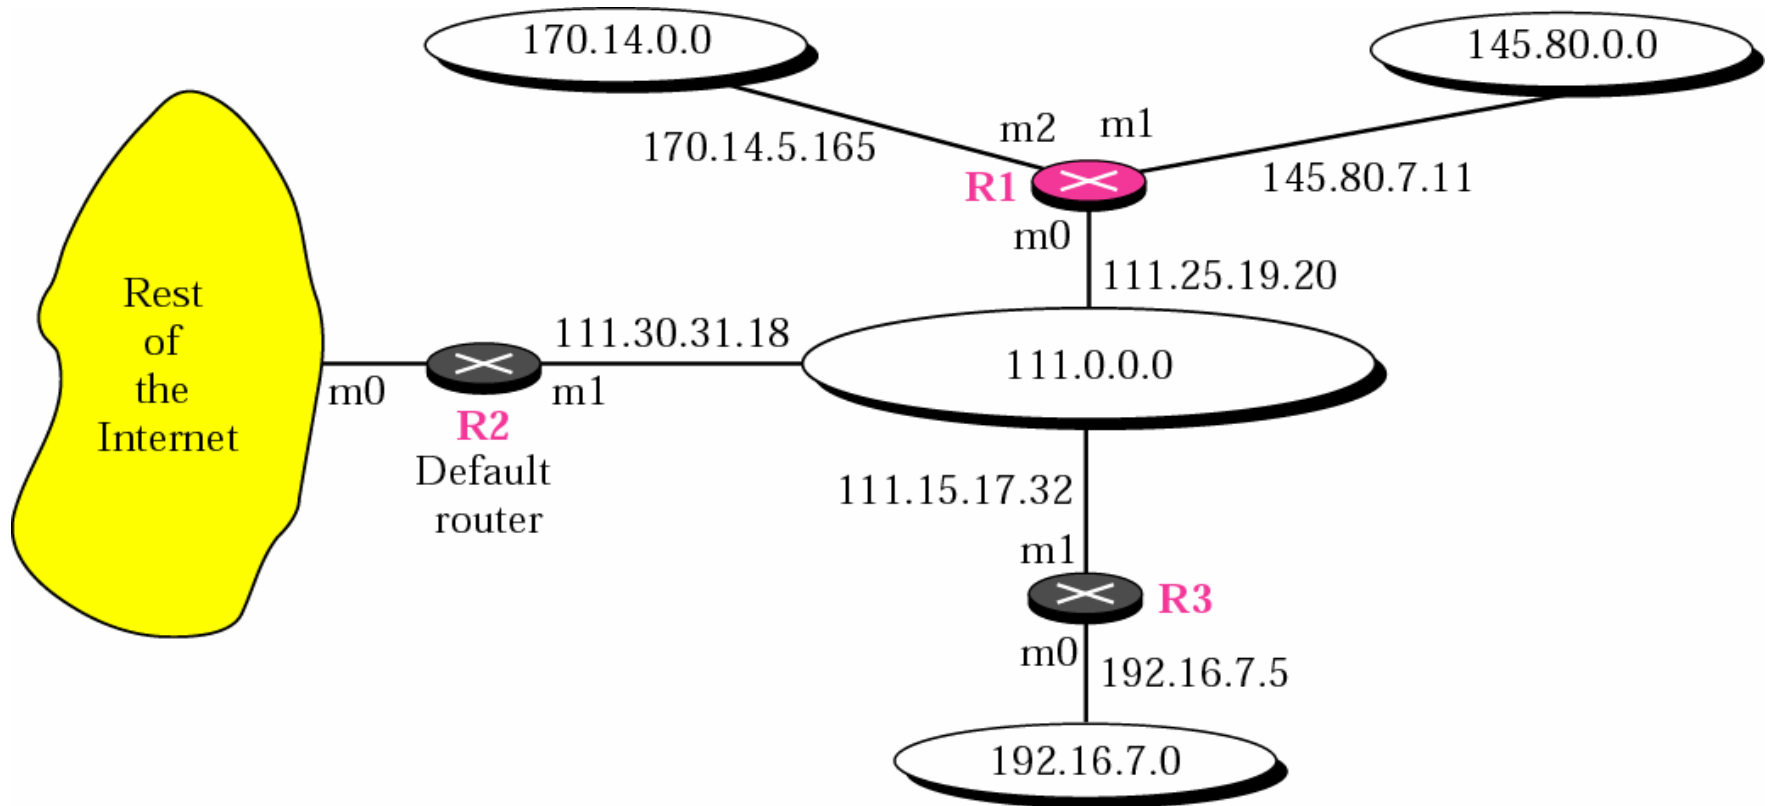 170.14.0.0
145.80.0.0
m2
m1
170.14.5.165
R1
145.80.7.11
m0
111.25.19.20
Rest
of
the
Internet
111.30.31.18
111.0.0.0
m0
m1
R2
Default
router
111.15.17.32
m1
R3
m0
192.16.7.5
192.16.7.0